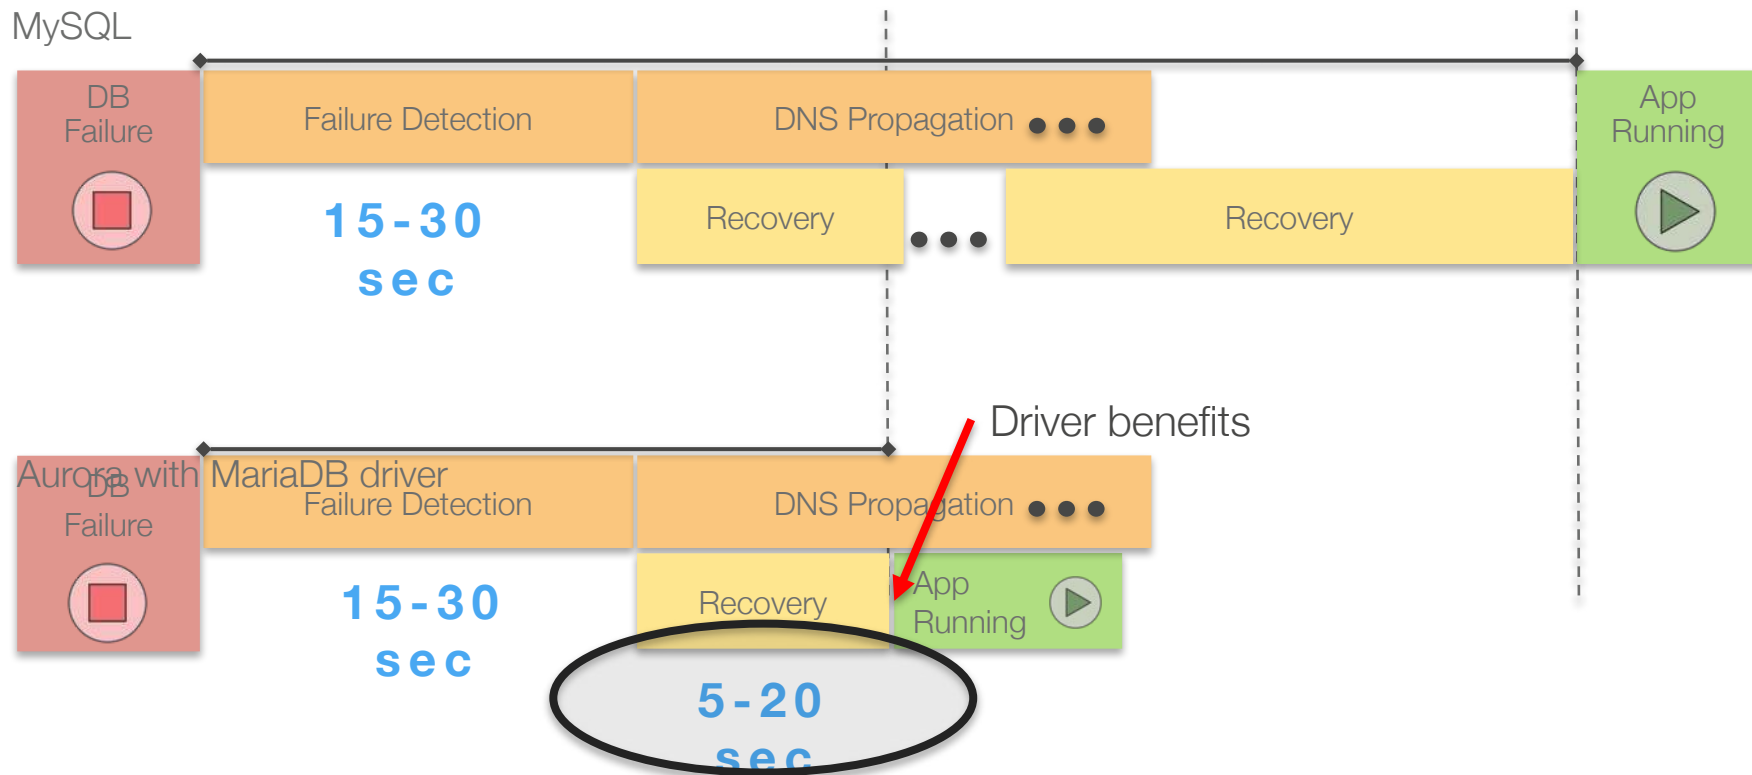 MySQL
DB
Failure
Failure Detection
DNS Propagation
App
Running
15-30
sec
Recovery
Recovery
Driver benefits
Aurora with MariaDB driver
DB
Failure
Failure Detection
DNS Propagation
15-30
sec
Recovery
App
Running
5-20
sec